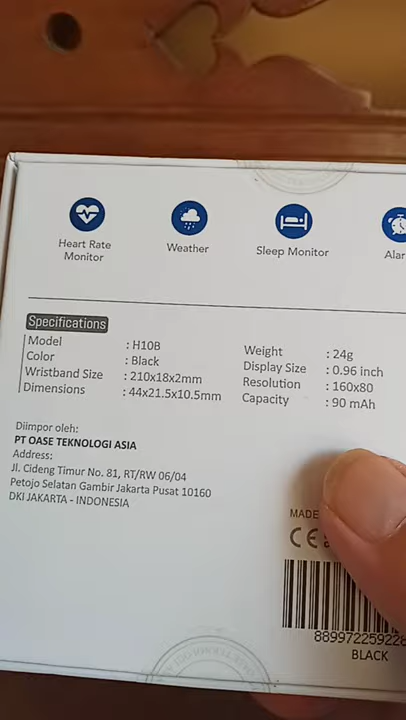 Heart Rate
Monitor
Weather
Sleep Monitor
Specifications
Model : H10B
Color : Black
Wristband Size : 210x18x2mm
Dimensions : 44x21.5x10.5mm
Weight : 24g
Display Size : 0.96 inch
Resolution : 160x80
Capacity : 90 mAh
Diimpor oleh:
PT OASE TEKNOLOGI ASIA
Address:
Jl. Cideng Timur No. 81, RT/RW 06/04
Petojo Selatan Gambir Jakarta Pusat 10160
DKI JAKARTA - INDONESIA
MADE
CE
BLACK